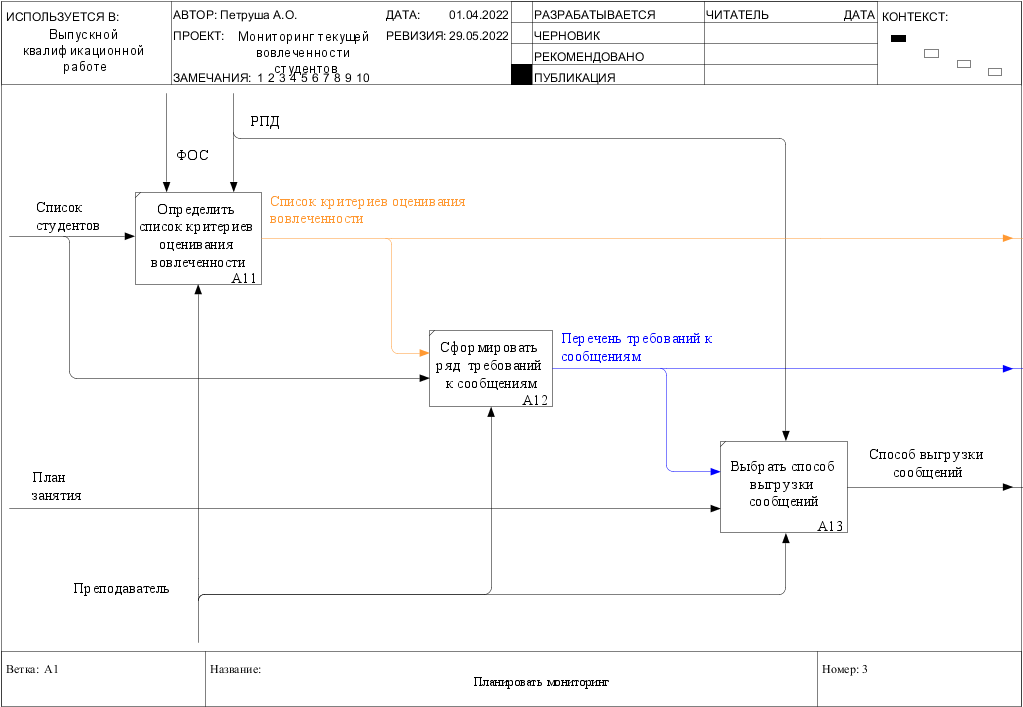 ИСПОЛЬЗУЕТСЯ В:
Выпускной
квалификационной
работе
АВТОР: Петруша А.О.
ДАТА: 01.04.2022
ПРОЕКТ: Мониторинг текущей
вовлеченности
студентов
РЕВИЗИЯ: 29.05.2022
ЗАМЕЧАНИЯ: 1 2 3 4 5 6 7 8 9 10
РАЗРАБАТЫВАЕТСЯ
ЧЕРНОВИК
РЕКОМЕНДОВАНО
ПУБЛИКАЦИЯ
ЧИТАТЕЛЬ ДАТА
КОНТЕКСТ:
РПД
ФОС
Список
студентов
Определить
список критериев
оценивания
вовлеченности
A11
Список критериев оценивания
вовлеченности
Сформировать
ряд требований
к сообщениям
A12
Перечень требований к
сообщениям
Выбрать способ
выгрузки
сообщений
A13
Способ выгрузки
сообщений
План
занятия
Преподаватель
Ветка: A1
Название:
Планировать мониторинг
Номер: 3